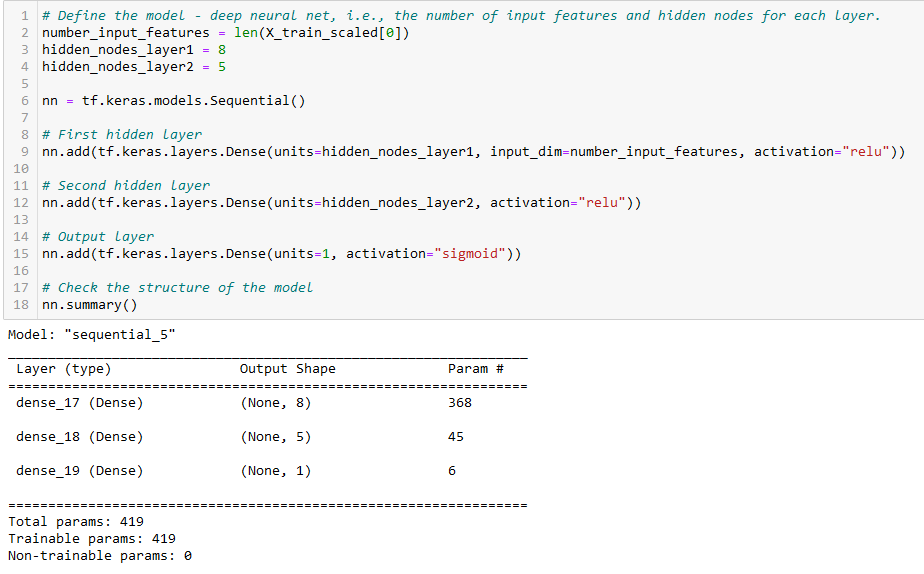 1 # Define the model - deep neural net, i.e., the number of input features and hidden nodes for each layer.
2 number_input_features = len(X_train_scaled[0])
3 hidden_nodes_layer1 = 8
4 hidden_nodes_layer2 = 5
5
6 nn = tf.keras.models.Sequential()
7
8 # First hidden layer
9 nn.add(tf.keras.layers.Dense(units=hidden_nodes_layer1, input_dim=number_input_features, activation="relu"))
10
11 # Second hidden layer
12 nn.add(tf.keras.layers.Dense(units=hidden_nodes_layer2, activation="relu"))
13
14 # Output layer
15 nn.add(tf.keras.layers.Dense(units=1, activation="sigmoid"))
16
17 # Check the structure of the model
18 nn.summary()
Model: "sequential_5"
_________________________________________________________________
Layer (type) Output Shape Param #
=================================================================
dense_17 (Dense) (None, 8) 368
dense_18 (Dense) (None, 5) 45
dense_19 (Dense) (None, 1) 6
=================================================================
Total params: 419
Trainable params: 419
Non-trainable params: 0